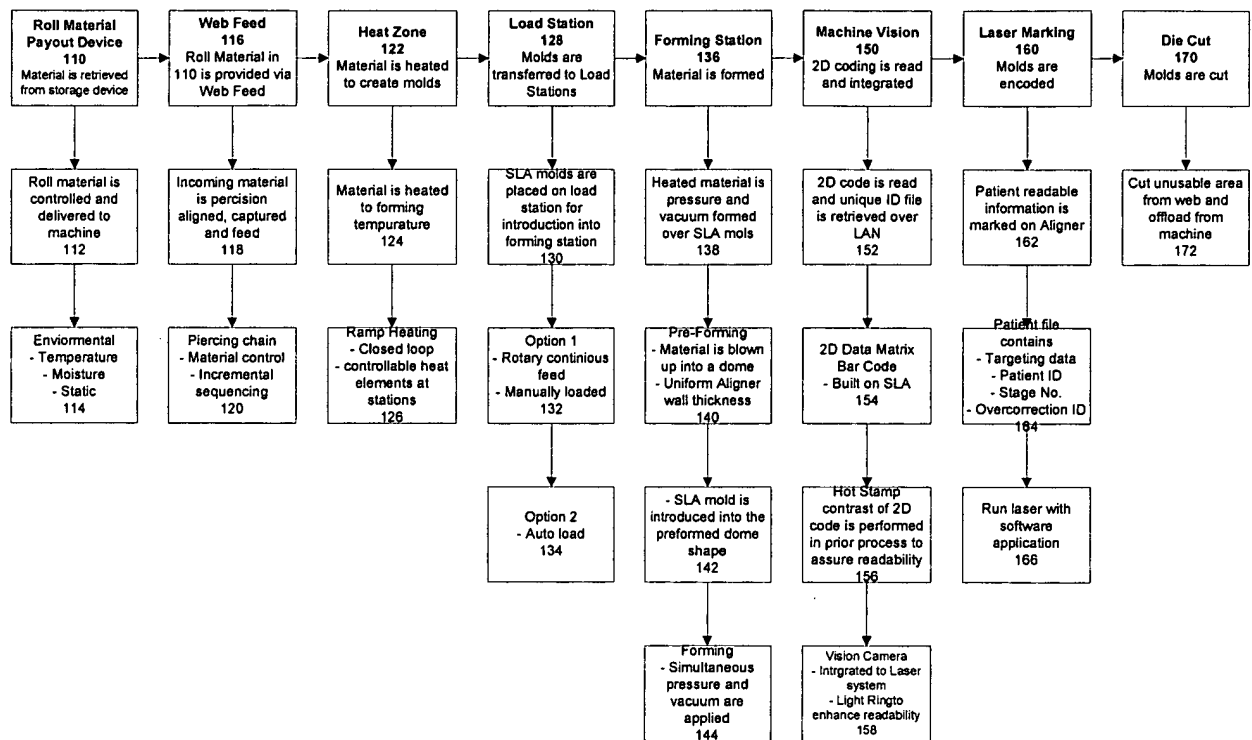 Roll Material
Payout Device
110
Material is retrieved
from storage device
Web Feed
116
Roll Material in
110 is provided via
Web Feed
Heat Zone
122
Material is heated
to create molds
Load Station
128
Molds are
transferred to Load
Stations
Forming Station
136
Material is formed
Machine Vision
150
2D coding is read
and integrated
Laser Marking
160
Molds are
encoded
Die Cut
170
Molds are cut
Roll material is
controlled and
delivered to
machine
112
Incoming material
is percision
aligned, captured
and feed
118
Material is heated
to forming
tempurature
124
SLA molds are
placed on load
station for
introduction into
forming station
130
Heated material is
pressure and
vacuum formed
over SLA mols
138
2D code is read
and unique ID file
is retrieved over
LAN
152
Patient readable
information is
marked on Aligner
162
Cut unusable area
from web and
offload from
machine
172
Enviormental
- Temperature
- Moisture
- Static
114
Piercing chain
- Material control
- Incremental
sequencing
120
Ramp Heating
- Closed loop
- controllable heat
elements at
stations
126
Option 1
- Rotary continious
feed
- Manually loaded
132
Pre-Forming
- Material is blown
up into a dome
- Uniform Aligner
wall thickness
140
2D Data Matrix
Bar Code
- Built on SLA
154
Patient file
contains
- Targeting data
- Patient ID
- Stage No.
- Overcorrection ID
164
Option 2
- Auto load
134
- SLA mold is
introduced into the
preformed dome
shape
142
Hot Stamp
contrast of 2D
code is performed
in prior process to
assure readability
156
Run laser with
software
application
166
Forming
- Simultaneous
pressure and
vacuum are
applied
144
Vision Camera
- Intrgrated to Laser
system
- Light Ringto
enhance readability
158